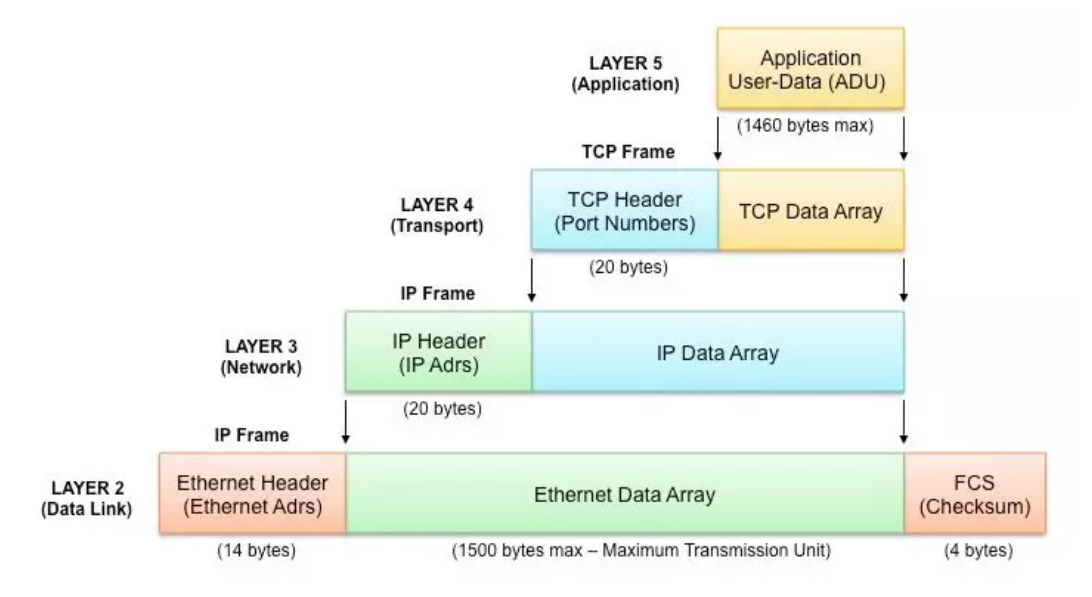 LAYER 5
(Application)
Application
User-Data (ADU)
(1460 bytes max)
TCP Frame
LAYER 4
(Transport)
TCP Header
(Port Numbers)
TCP Data Array
(20 bytes)
IP Frame
LAYER 3
(Network)
IP Header
(IP Adrs)
IP Data Array
(20 bytes)
IP Frame
LAYER 2
(Data Link)
Ethernet Header
(Ethernet Adrs)
Ethernet Data Array
FCS
(Checksum)
(14 bytes)
(1500 bytes max – Maximum Transmission Unit)
(4 bytes)